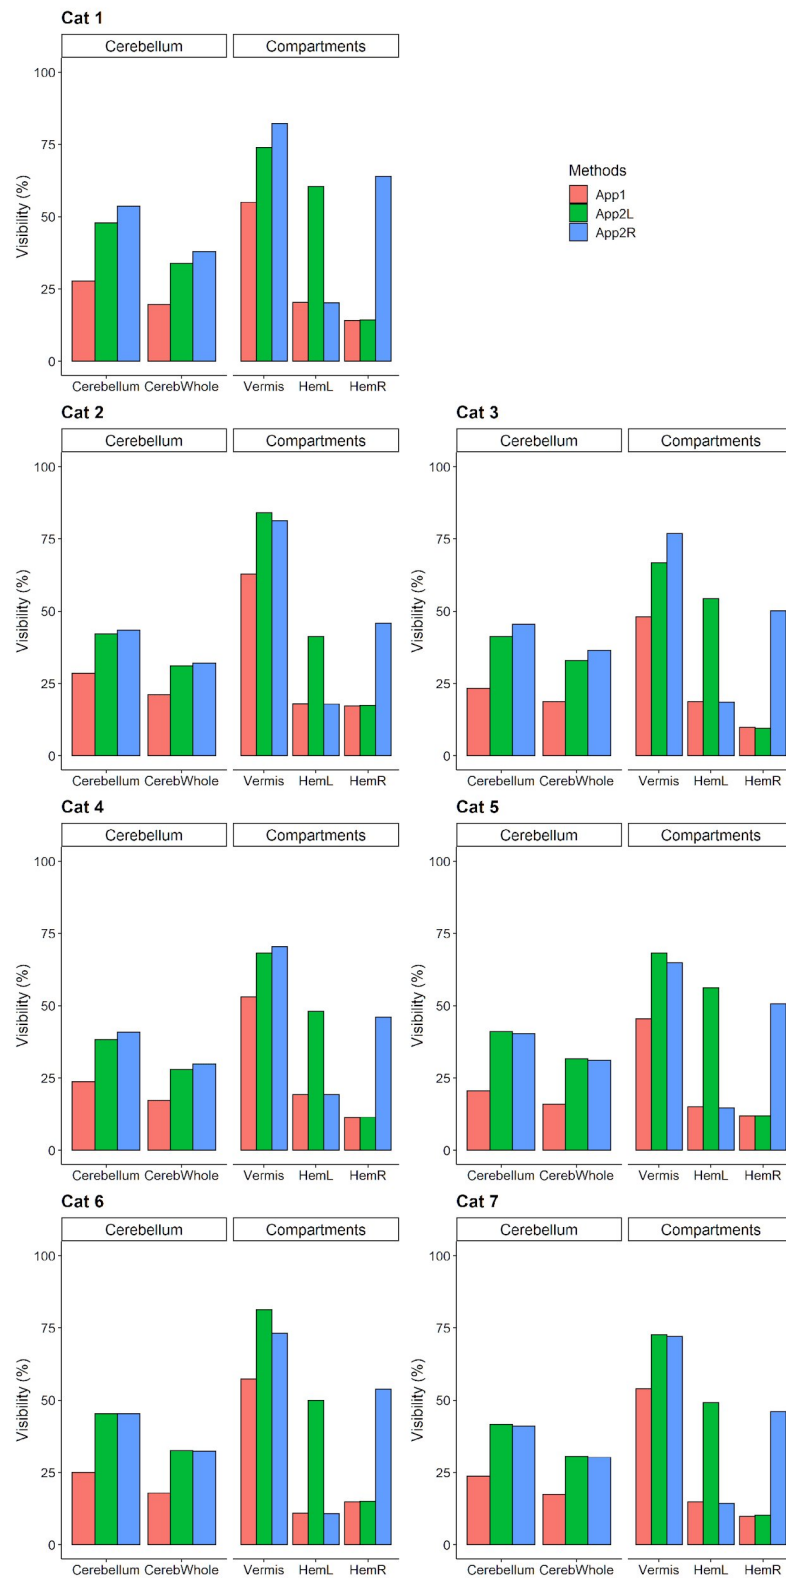 Cat 1
Cerebellum Compartments
100
75
50
25
0
Visibility (%)
Cerebellum CerebWhole Vermis HemL HemR
Methods
App1
App2L
App2R
Cat 2
Cerebellum Compartments
100
75
50
25
0
Visibility (%)
Cerebellum CerebWhole Vermis HemL HemR
Cat 3
Cerebellum Compartments
100
75
50
25
0
Visibility (%)
Cerebellum CerebWhole Vermis HemL HemR
Cat 4
Cerebellum Compartments
100
75
50
25
0
Visibility (%)
Cerebellum CerebWhole Vermis HemL HemR
Cat 5
Cerebellum Compartments
100
75
50
25
0
Visibility (%)
Cerebellum CerebWhole Vermis HemL HemR
Cat 6
Cerebellum Compartments
100
75
50
25
0
Visibility (%)
Cerebellum CerebWhole Vermis HemL HemR
Cat 7
Cerebellum Compartments
100
75
50
25
0
Visibility (%)
Cerebellum CerebWhole Vermis HemL HemR